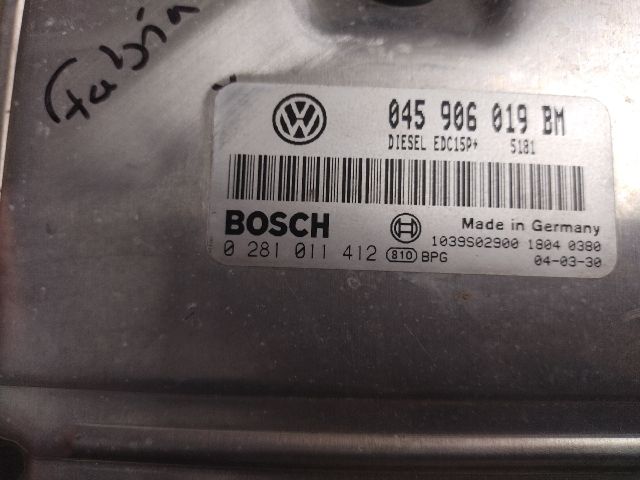 Fabia
045 906 019 BM
DIESEL EDC15P+ 5181
BOSCH
Made in Germany
0 281 011 412
810 BPG
1039S02900 1804 0380
04-03-30